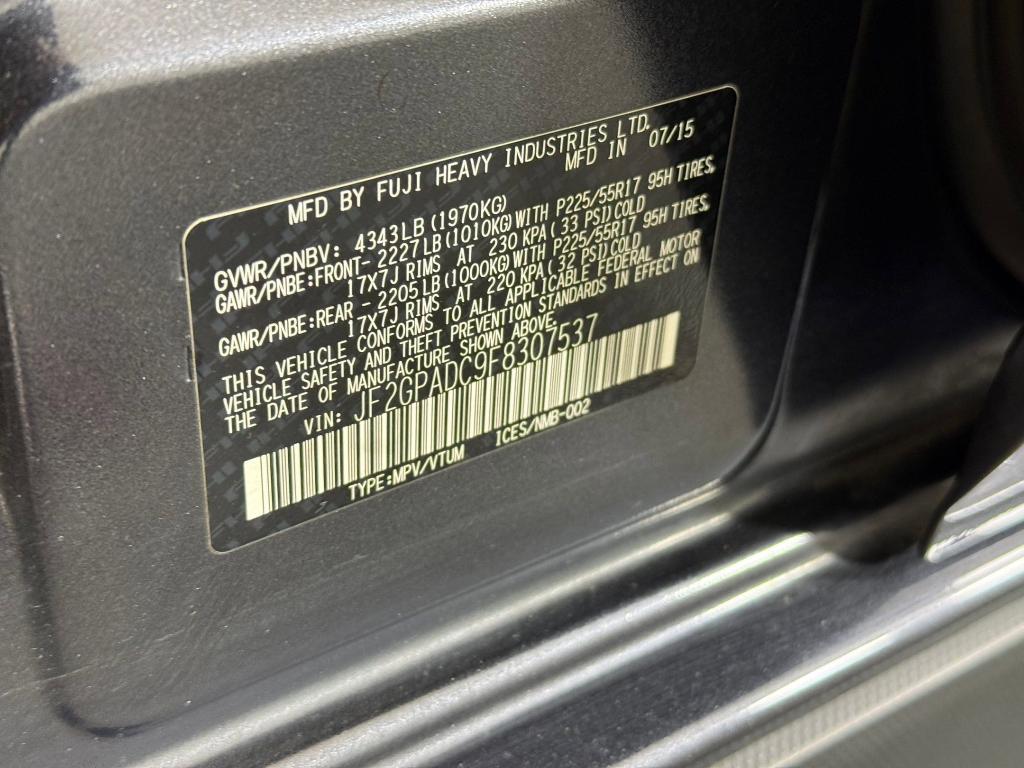 MFD BY FUJI HEAVY INDUSTRIES LTD.
MFD IN 07/15
GVWR/PNBV: 4343LB(1970KG)
GAWR/PNBE:FRONT- 2227LB(1010KG)WITH P225/55R17 95H TIRES,
17x7J RIMS AT 230 KPA( 33 PSI)COLD
GAWR/PNBE:REAR - 2205LB(1000KG)WITH P225/55R17 95H TIRES,
17x7J RIMS AT 220 KPA( 32 PSI)COLD
THIS VEHICLE CONFORMS TO ALL APPLICABLE FEDERAL MOTOR
VEHICLE SAFETY AND THEFT PREVENTION STANDARDS IN EFFECT ON
THE DATE OF MANUFACTURE SHOWN ABOVE.
VIN: JF2GPADC9F8307537
TYPE:MPV/VTUM ICES/NMB-002